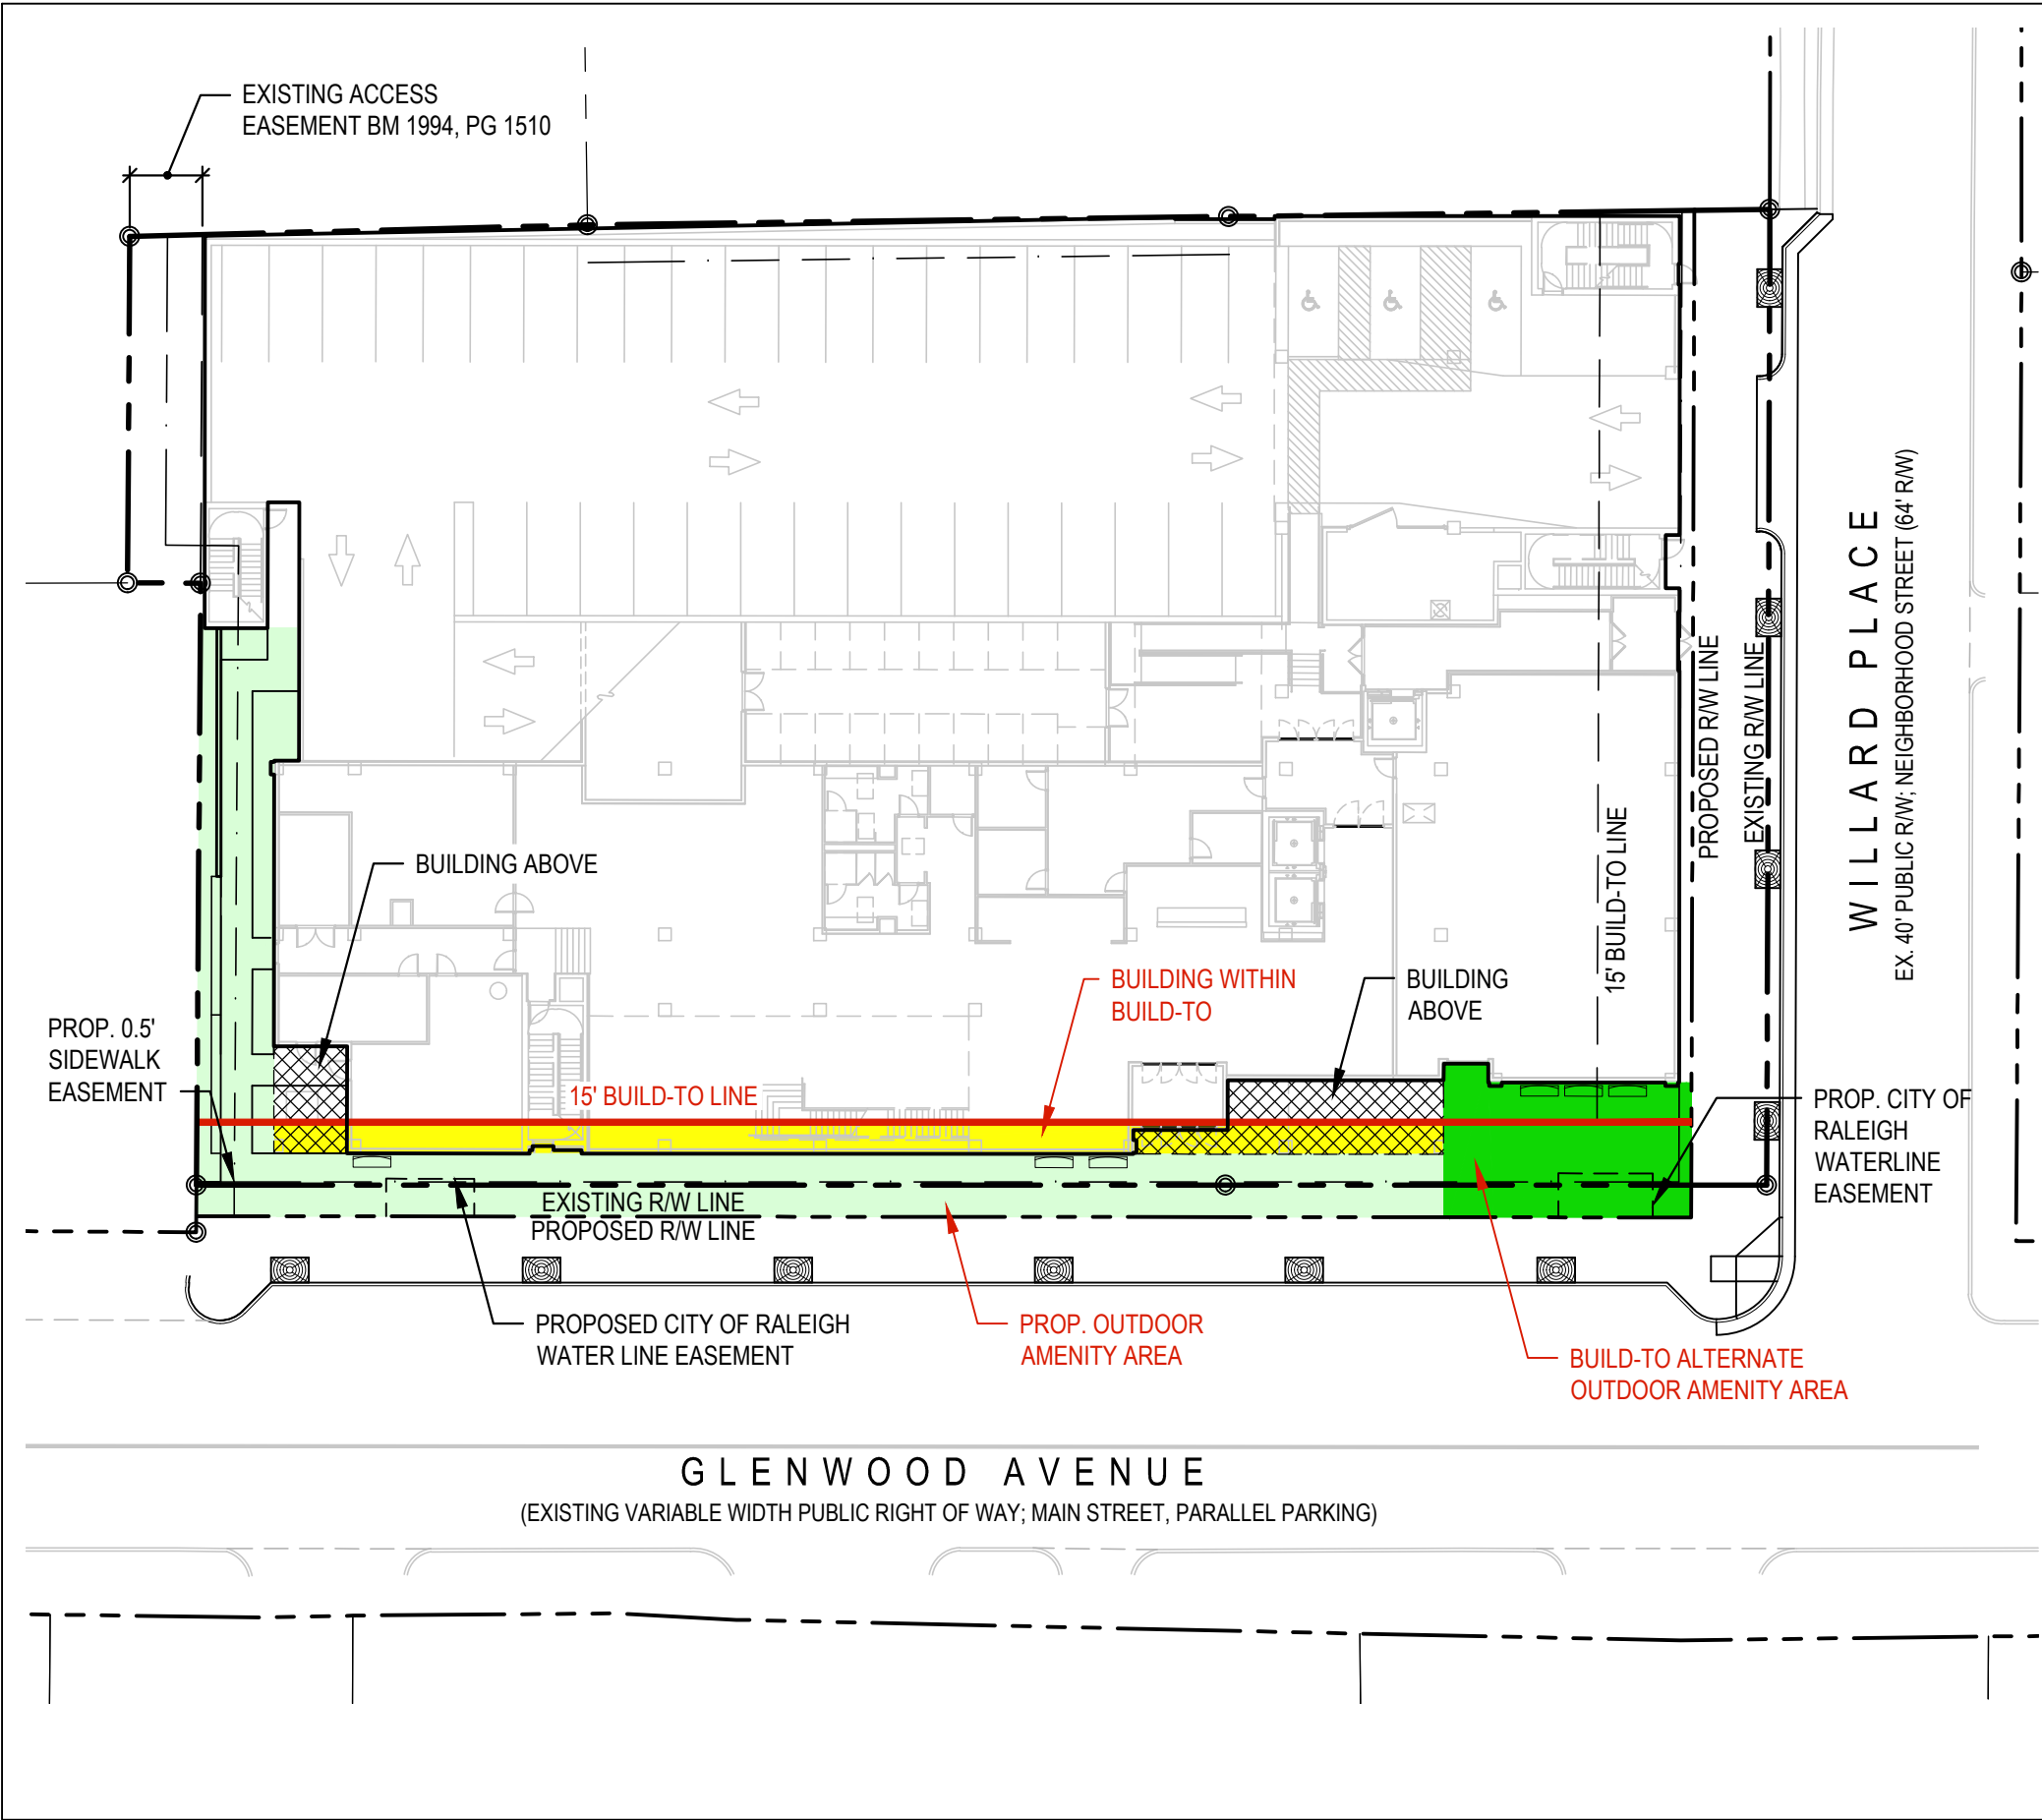 EXISTING ACCESS
EASEMENT BM 1994, PG 1510
WILLARD PLACE
EX. 40' PUBLIC R/W; NEIGHBORHOOD STREET (64' R/W)
PROPOSED R/W LINE
EXISTING R/W LINE
15' BUILD-TO LINE
BUILDING ABOVE
BUILDING WITHIN
BUILD-TO
BUILDING
ABOVE
PROP. 0.5'
SIDEWALK
EASEMENT
15' BUILD-TO LINE
PROP. CITY OF
RALEIGH
WATERLINE
EASEMENT
EXISTING R/W LINE
PROPOSED R/W LINE
PROPOSED CITY OF RALEIGH
WATER LINE EASEMENT
PROP. OUTDOOR
AMENITY AREA
BUILD-TO ALTERNATE
OUTDOOR AMENITY AREA
GLENWOOD AVENUE
(EXISTING VARIABLE WIDTH PUBLIC RIGHT OF WAY; MAIN STREET, PARALLEL PARKING)